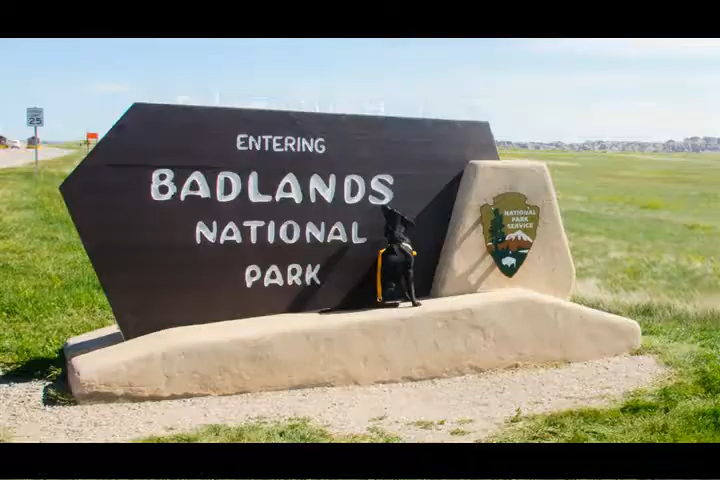 ENTERING
BADLANDS
NATIONAL
PARK
NATIONAL
PARK
SERVICE
25